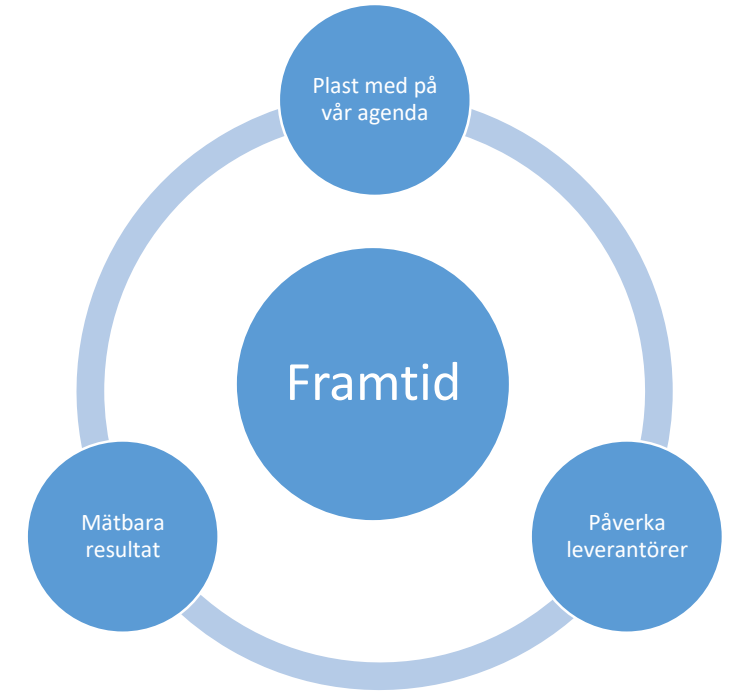 Plast med på
vår agenda
Framtid
Mätbara
resultat
Påverka
leverantörer